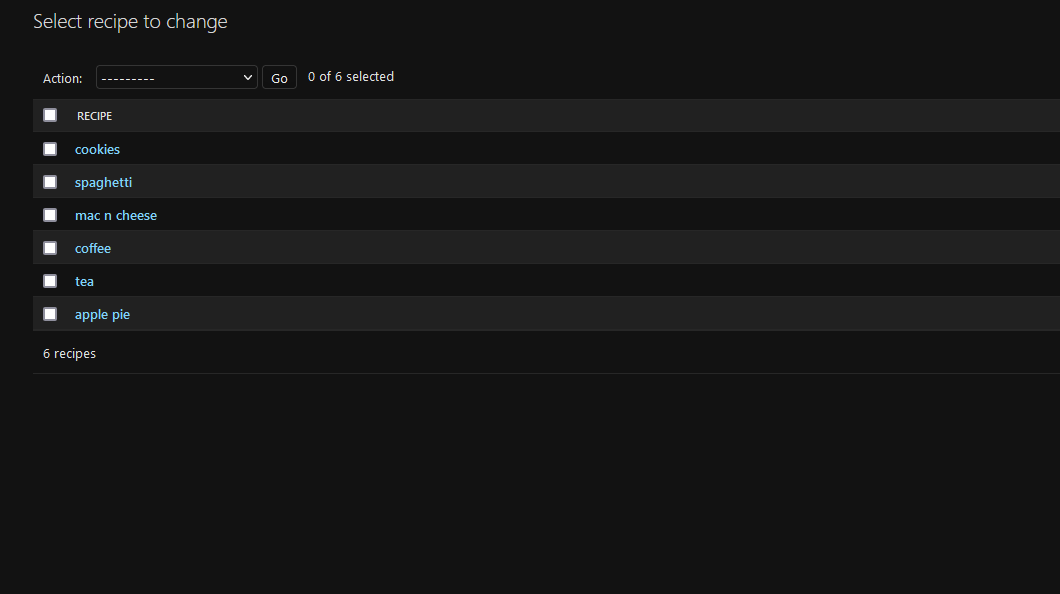 Select recipe to change
Action: --------- Go 0 of 6 selected
RECIPE
cookies
spaghetti
mac n cheese
coffee
tea
apple pie
6 recipes